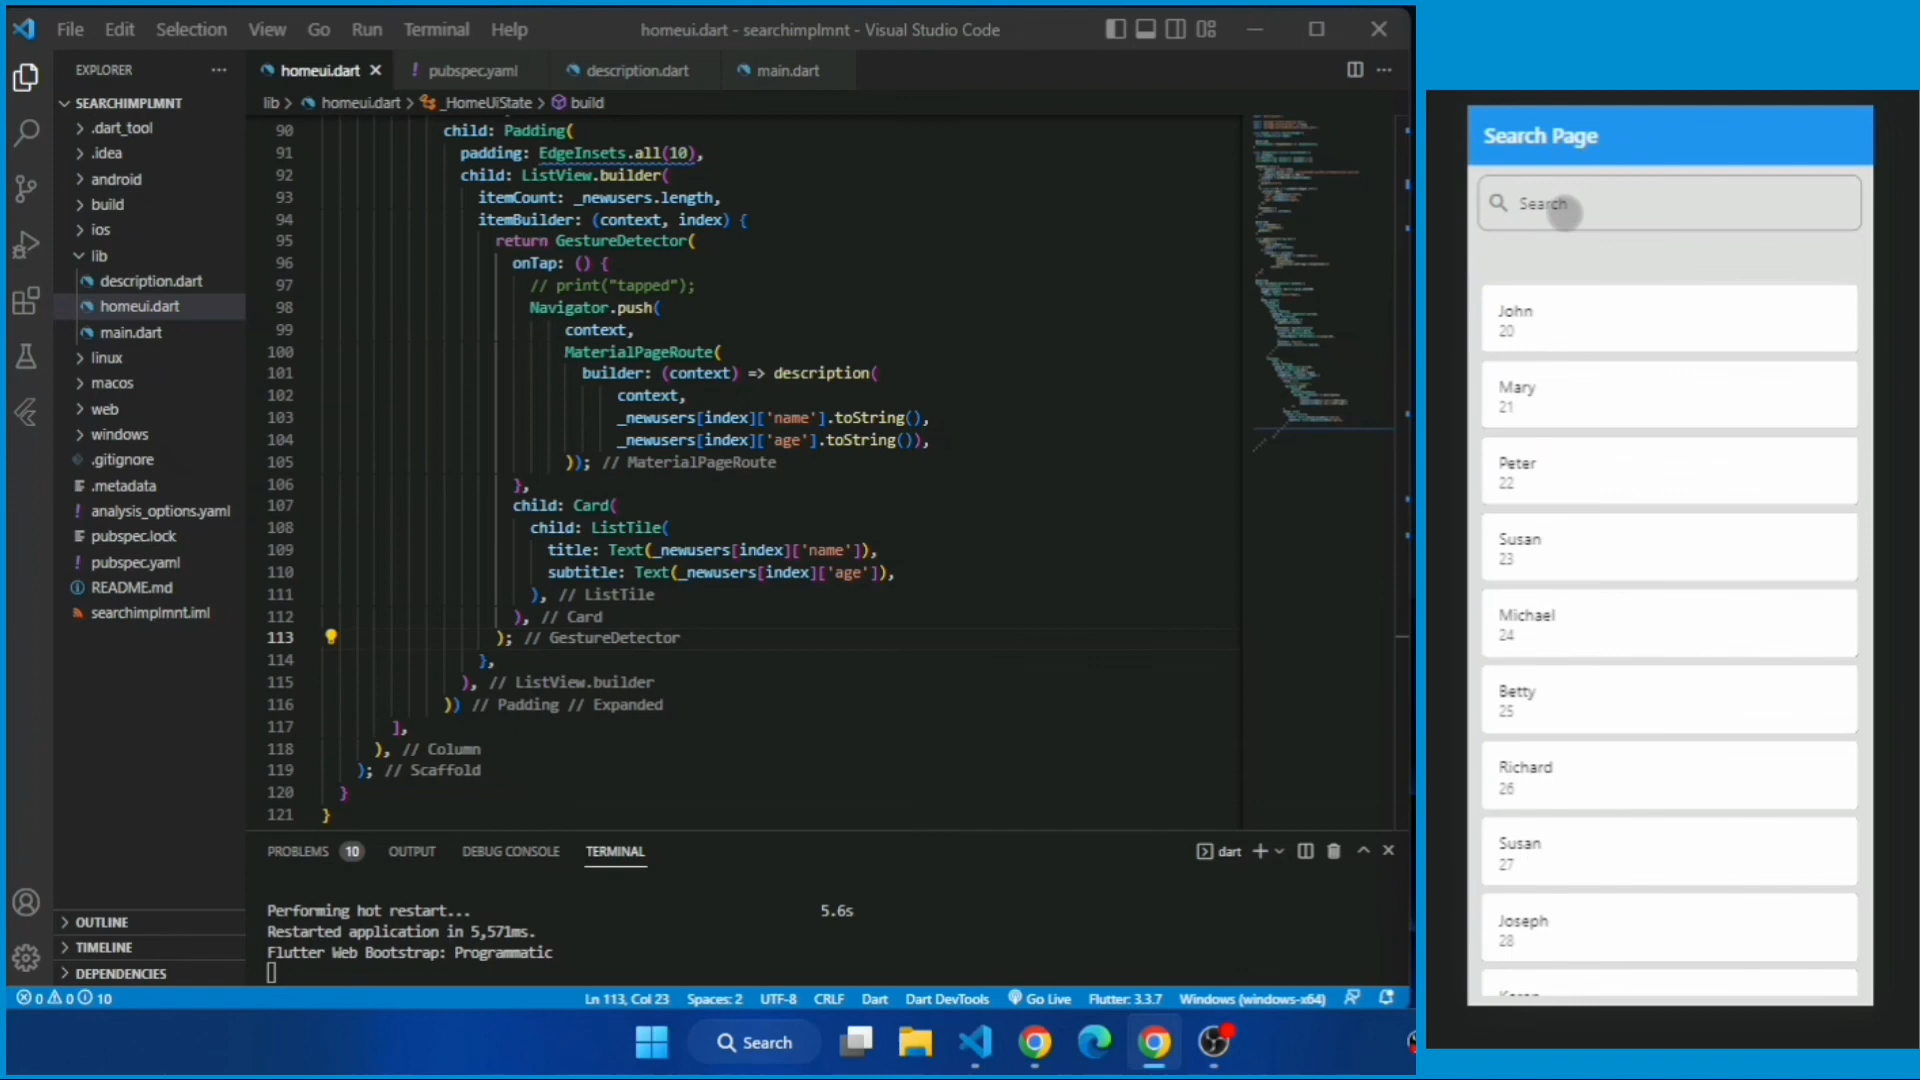 File Edit Selection View Go Run Terminal Help
homeui.dart - searchimplmnt - Visual Studio Code
EXPLORER
SEARCHIMPLMNT
.dart_tool
.idea
android
build
ios
lib
description.dart
homeui.dart
main.dart
linux
macos
web
windows
.gitignore
.metadata
analysis_options.yaml
pubspec.lock
pubspec.yaml
README.md
searchimplmnt.iml
OUTLINE
TIMELINE
DEPENDENCIES
homeui.dart
pubspec.yaml
description.dart
main.dart
lib > homeui.dart > _HomeUiState > build
90 child: Padding(
91 padding: EdgeInsets.all(10),
92 child: ListView.builder(
93 itemCount: _newusers.length,
94 itemBuilder: (context, index) {
95 return GestureDetector(
96 onTap: () {
97 // print("tapped");
98 Navigator.push(
99 context,
100 MaterialPageRoute(
101 builder: (context) => description(
102 context,
103 _newusers[index]['name'].toString(),
104 _newusers[index]['age'].toString()),
105 )); // MaterialPageRoute
106 },
107 child: Card(
108 child: ListTile(
109 title: Text(_newusers[index]['name']),
110 subtitle: Text(_newusers[index]['age']),
111 ), // ListTile
112 ), // Card
113 ); // GestureDetector
114 },
115 ), // ListView.builder
116 )) // Padding // Expanded
117 ],
118 ), // Column
119 ); // Scaffold
120 }
121 }
PROBLEMS 10 OUTPUT DEBUG CONSOLE TERMINAL
dart
Performing hot restart... 5.6s
Restarted application in 5,571ms.
Flutter Web Bootstrap: Programmatic
0 0 10
Ln 113, Col 23 Spaces: 2 UTF-8 CRLF Dart Dart DevTools Go Live Flutter: 3.3.7 Windows (windows-x64)
Search
Search Page
Search
John
20
Mary
21
Peter
22
Susan
23
Michael
24
Betty
25
Richard
26
Susan
27
Joseph
28